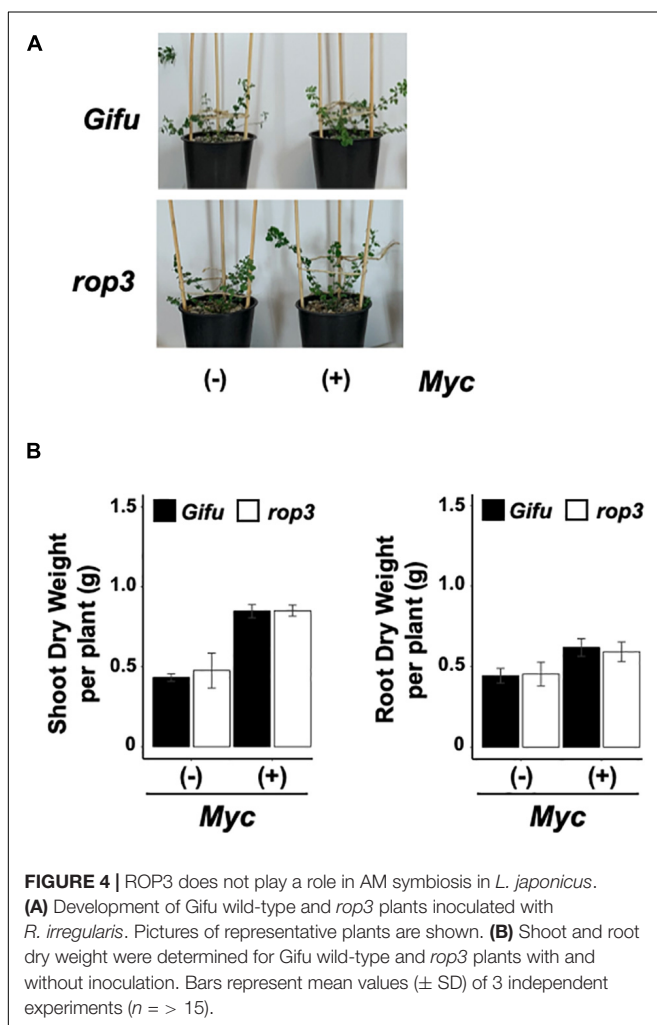 A
Gifu
rop3
(-) (+) Myc
B
Shoot Dry Weight
per plant (g)
1.5
1.0
0.5
0
Gifu rop3
(-) (+)
Myc
Root Dry Weight
per plant (g)
1.5
1.0
0.5
0
Gifu rop3
(-) (+)
Myc
FIGURE 4 | ROP3 does not play a role in AM symbiosis in L. japonicus.
(A) Development of Gifu wild-type and rop3 plants inoculated with
R. irregularis. Pictures of representative plants are shown. (B) Shoot and root
dry weight were determined for Gifu wild-type and rop3 plants with and
without inoculation. Bars represent mean values (± SD) of 3 independent
experiments (n = > 15).